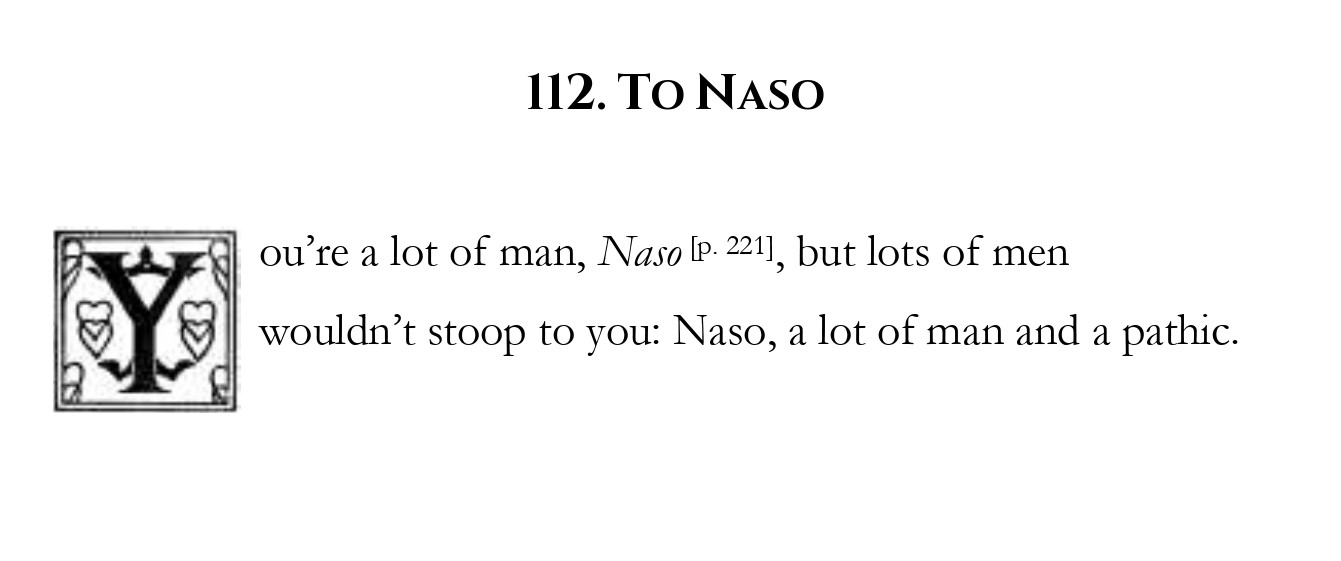 112. To Naso
You’re a lot of man, Naso [p. 221], but lots of men
wouldn’t stoop to you: Naso, a lot of man and a pathic.